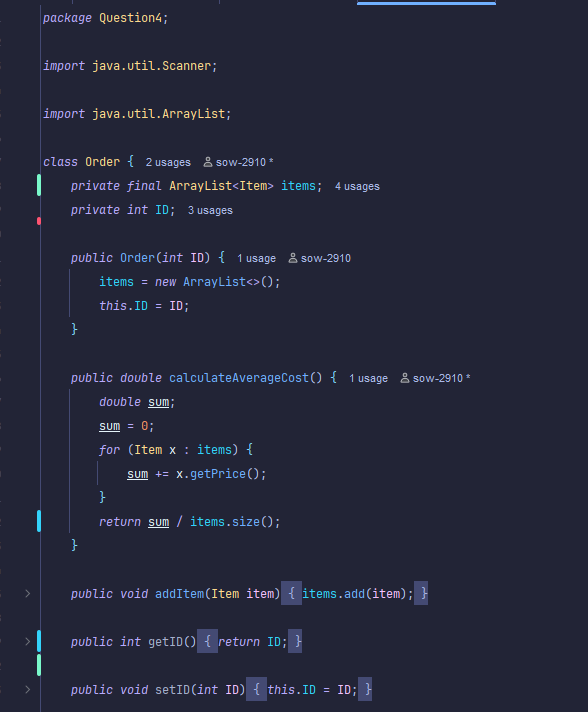 package Question4;
import java.util.Scanner;
import java.util.ArrayList;
class Order { 2 usages sow-2910 *
private final ArrayList<Item> items; 4 usages
private int ID; 3 usages
public Order(int ID) { 1 usage sow-2910
items = new ArrayList<>();
this.ID = ID;
}
public double calculateAverageCost() { 1 usage sow-2910 *
double sum;
sum = 0;
for (Item x : items) {
sum += x.getPrice();
}
return sum / items.size();
}
public void addItem(Item item) { items.add(item); }
public int getID() { return ID; }
public void setID(int ID) { this.ID = ID; }